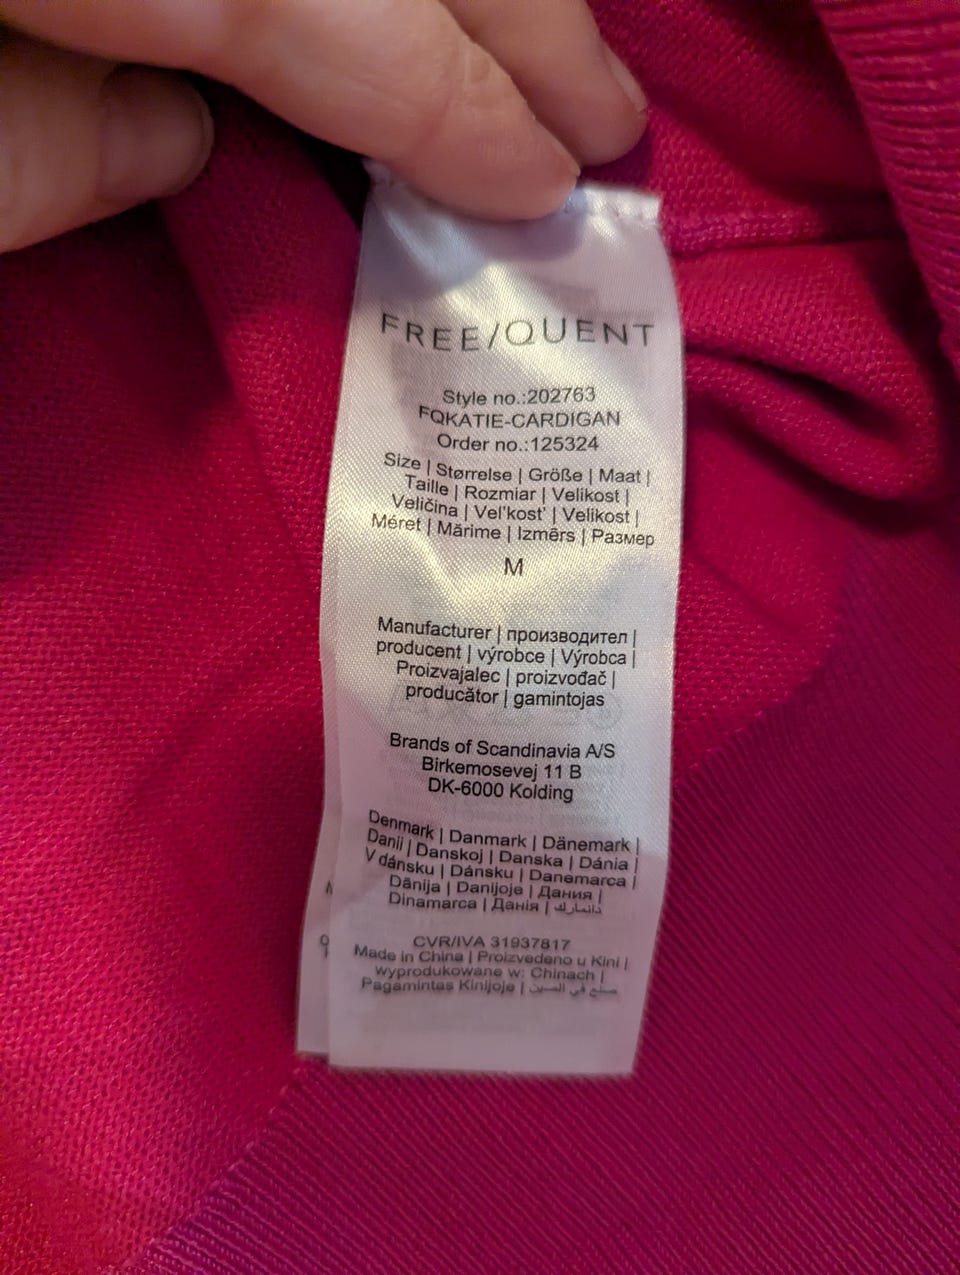 FREE/QUENT
Style no.:202763
FQKATIE-CARDIGAN
Order no.:125324
Size | Størrelse | Größe | Maat |
Taille | Rozmiar | Velikost |
Veličina | Vel'kost' | Velikost |
Méret | Mărime | Izmērs | Размер
M
Manufacturer | производител |
producent | výrobce | Výrobca |
Proizvajalec | proizvođač |
producător | gamintojas
Brands of Scandinavia A/S
Birkemosevej 11 B
DK-6000 Kolding
Denmark | Danmark | Dänemark |
Danii | Danskoj | Danska | Dánia |
V dánsku | Dánsku | Danemarca |
Dānija | Danijoje | Дания |
Dinamarca | Данія | دانمارك
CVR/IVA 31937817
Made in China | Proizvedeno u Kini |
wyprodukowane w: Chinach |
Pagamintas Kinijoje | صنع في الصين